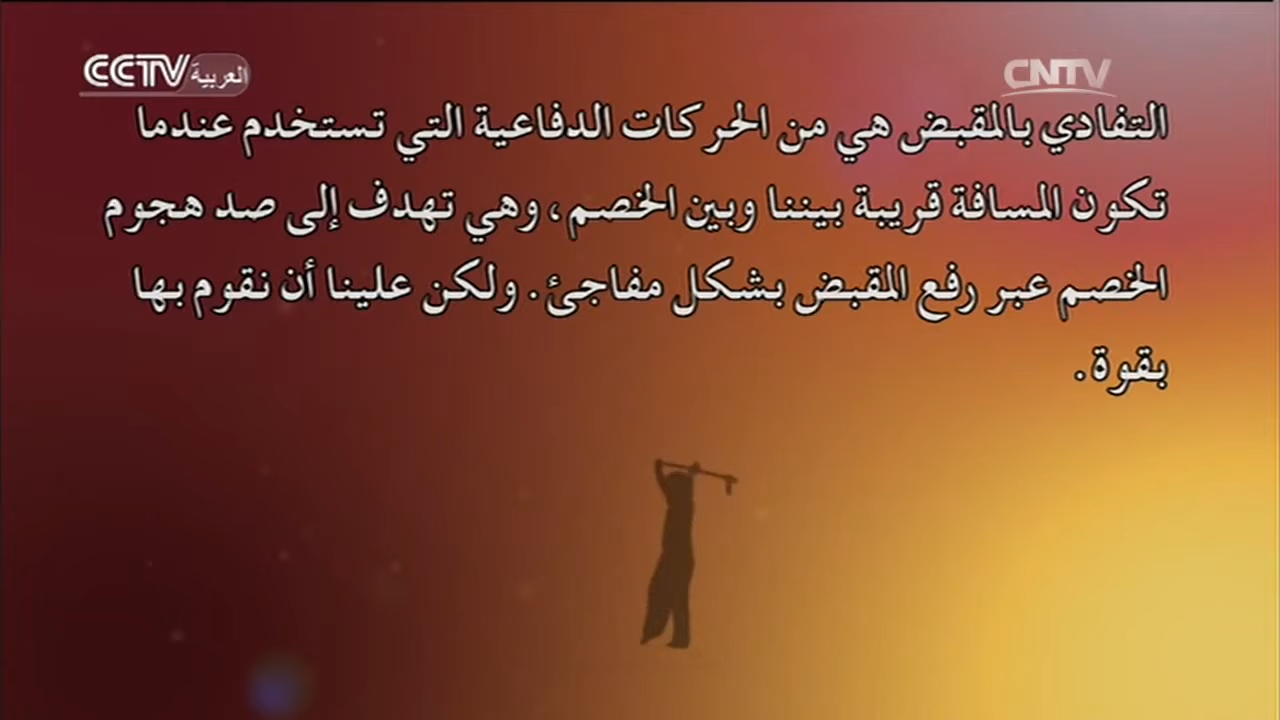 CCTV العربية
CNTV
التفادي بالمقبض هي من الحركات الدفاعية التي تستخدم عندما
تكون المسافة قريبة بيننا وبين الخصم، وهي تهدف إلى صد هجوم
الخصم عبر رفع المقبض بشكل مفاجئ. ولكن علينا أن نقوم بها
بقوة.